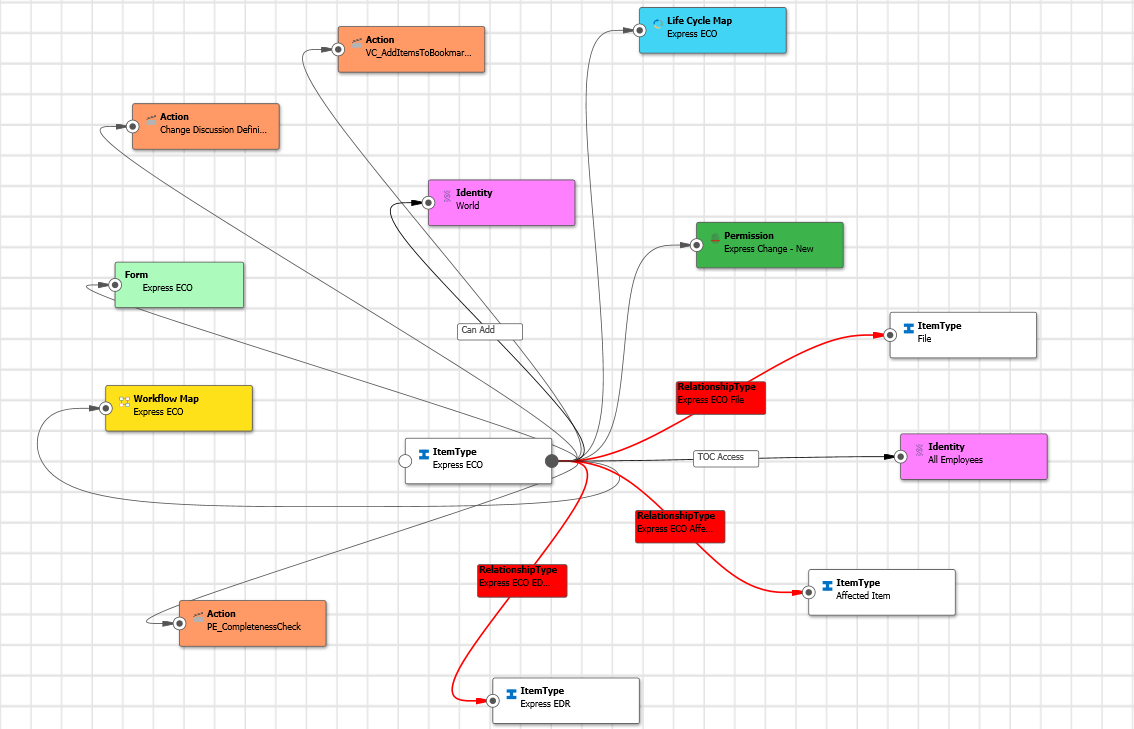 Life Cycle Map
Express ECO
Action
VC_AddItemsToBookmar...
Action
Change Discussion Defini...
Identity
World
Permission
Express Change - New
Form
Express ECO
Can Add
ItemType
File
RelationshipType
Express ECO File
Workflow Map
Express ECO
ItemType
Express ECO
TOC Access
Identity
All Employees
RelationshipType
Express ECO Affe...
RelationshipType
Express ECO ED...
ItemType
Affected Item
Action
PE_CompletenessCheck
ItemType
Express EDR